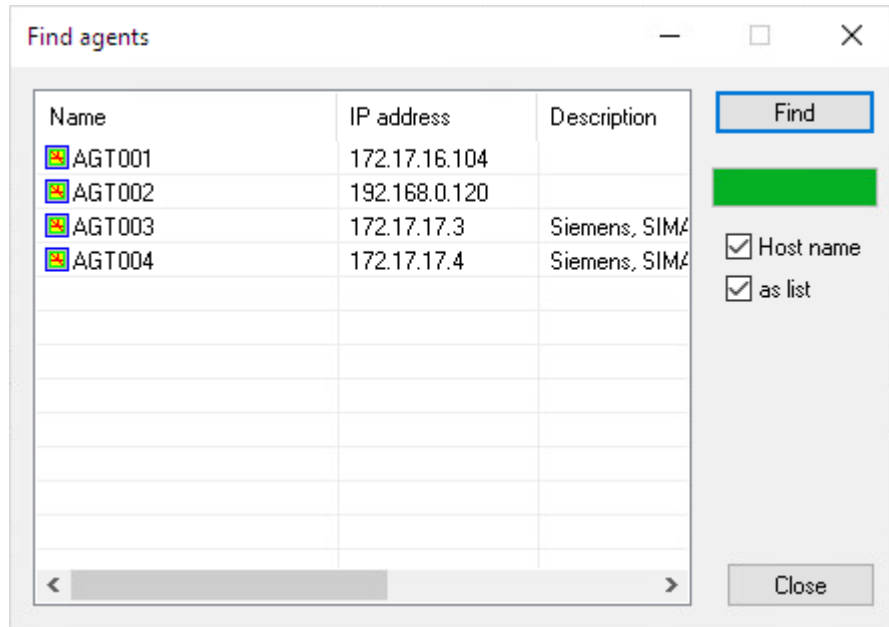 Find agents
Name IP address Description
AGT001 172.17.16.104
AGT002 192.168.0.120
AGT003 172.17.17.3 Siemens, SIMA
AGT004 172.17.17.4 Siemens, SIMA
Find
Host name
as list
Close